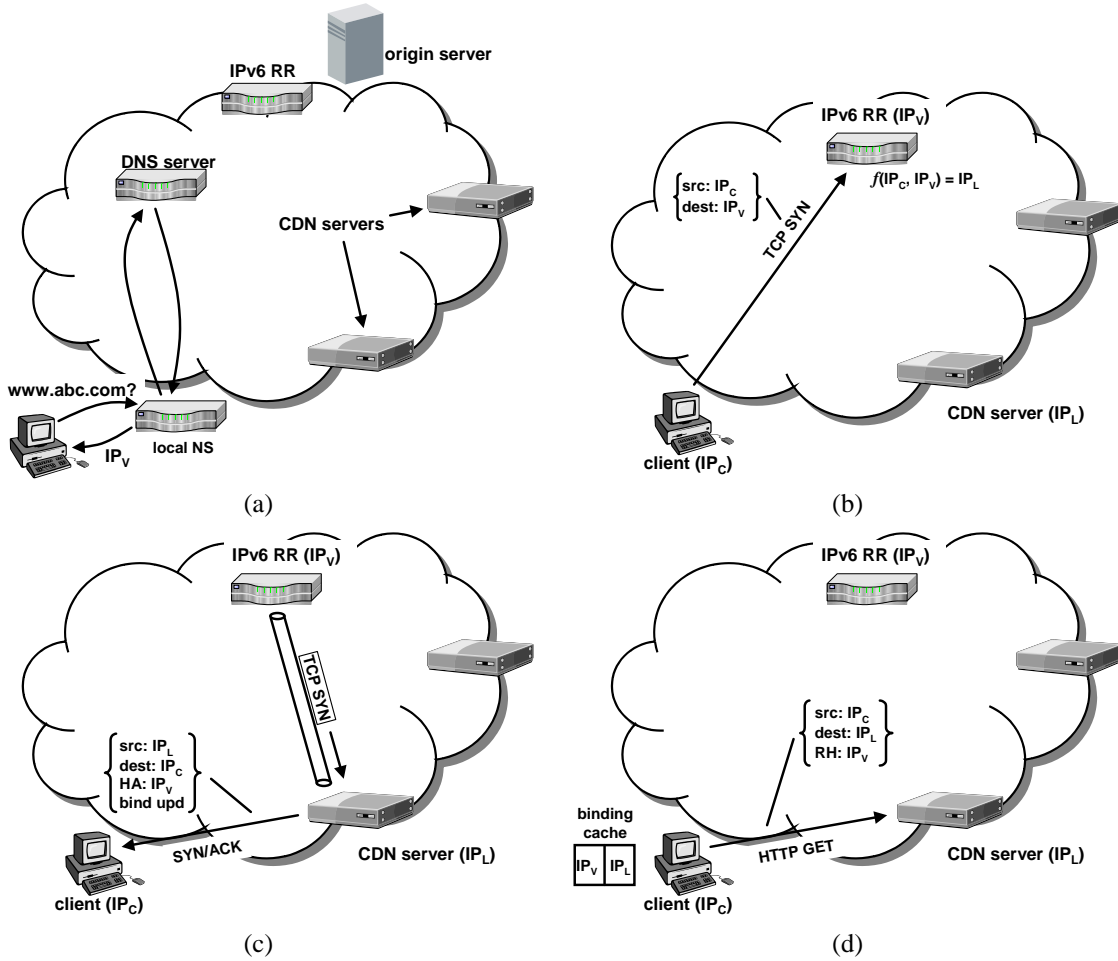 origin server
IPv6 RR
DNS server
CDN servers
www.abc.com?
local NS
IPV
(a)
IPv6 RR (IPV)
f(IPC, IPV) = IPL
src: IPC
dest: IPV
TCP SYN
CDN server (IPL)
client (IPC)
(b)
IPv6 RR (IPV)
TCP SYN
src: IPL
dest: IPC
HA: IPV
bind upd
SYN/ACK
CDN server (IPL)
client (IPC)
(c)
IPv6 RR (IPV)
src: IPC
dest: IPL
RH: IPV
binding
cache
IPV IPL
HTTP GET
CDN server (IPL)
client (IPC)
(d)